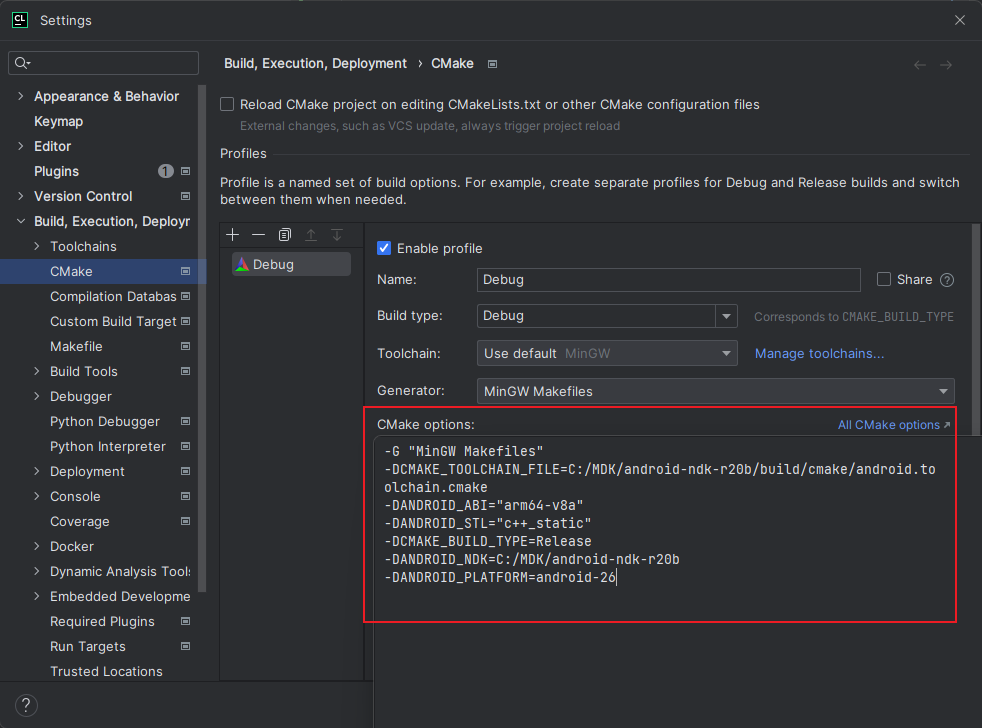 CL
Settings
Build, Execution, Deployment › CMake
Reload CMake project on editing CMakeLists.txt or other CMake configuration files
External changes, such as VCS update, always trigger project reload
Profiles
Profile is a named set of build options. For example, create separate profiles for Debug and Release builds and switch
between them when needed.
Appearance & Behavior
Keymap
Editor
Plugins 1
Version Control
Build, Execution, Deployr
Toolchains
CMake
Compilation Databas
Custom Build Target
Makefile
Build Tools
Debugger
Python Debugger
Python Interpreter
Deployment
Console
Coverage
Docker
Dynamic Analysis Tools
Embedded Developme
Required Plugins
Run Targets
Trusted Locations
?
Debug
Enable profile
Name: Debug Share ?
Build type: Debug Corresponds to CMAKE_BUILD_TYPE
Toolchain: Use default MinGW Manage toolchains...
Generator: MinGW Makefiles
CMake options: All CMake options ↗
-G "MinGW Makefiles"
-DCMAKE_TOOLCHAIN_FILE=C:/MDK/android-ndk-r20b/build/cmake/android.to
olchain.cmake
-DANDROID_ABI="arm64-v8a"
-DANDROID_STL="c++_static"
-DCMAKE_BUILD_TYPE=Release
-DANDROID_NDK=C:/MDK/android-ndk-r20b
-DANDROID_PLATFORM=android-26